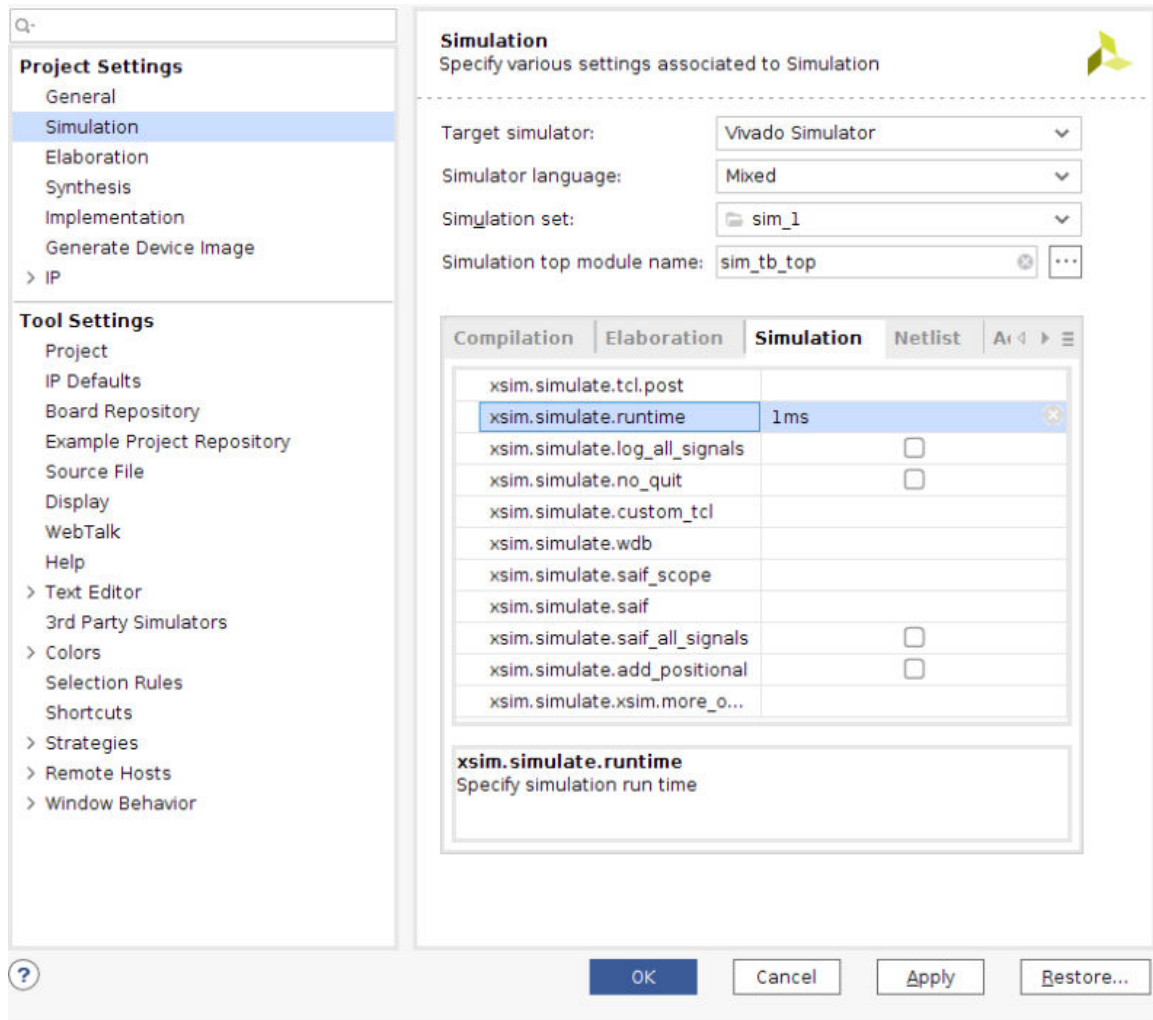 Project Settings
General
Simulation
Elaboration
Synthesis
Implementation
Generate Device Image
> IP
Tool Settings
Project
IP Defaults
Board Repository
Example Project Repository
Source File
Display
WebTalk
Help
> Text Editor
3rd Party Simulators
> Colors
Selection Rules
Shortcuts
> Strategies
> Remote Hosts
> Window Behavior
Simulation
Specify various settings associated to Simulation
Target simulator: Vivado Simulator
Simulator language: Mixed
Simulation set: sim_1
Simulation top module name: sim_tb_top ...
Compilation Elaboration Simulation Netlist
xsim.simulate.tcl.post
xsim.simulate.runtime 1ms
xsim.simulate.log_all_signals
xsim.simulate.no_quit
xsim.simulate.custom_tcl
xsim.simulate.wdb
xsim.simulate.saif_scope
xsim.simulate.saif
xsim.simulate.saif_all_signals
xsim.simulate.add_positional
xsim.simulate.xsim.more_o...
xsim.simulate.runtime
Specify simulation run time
? OK Cancel Apply Restore...